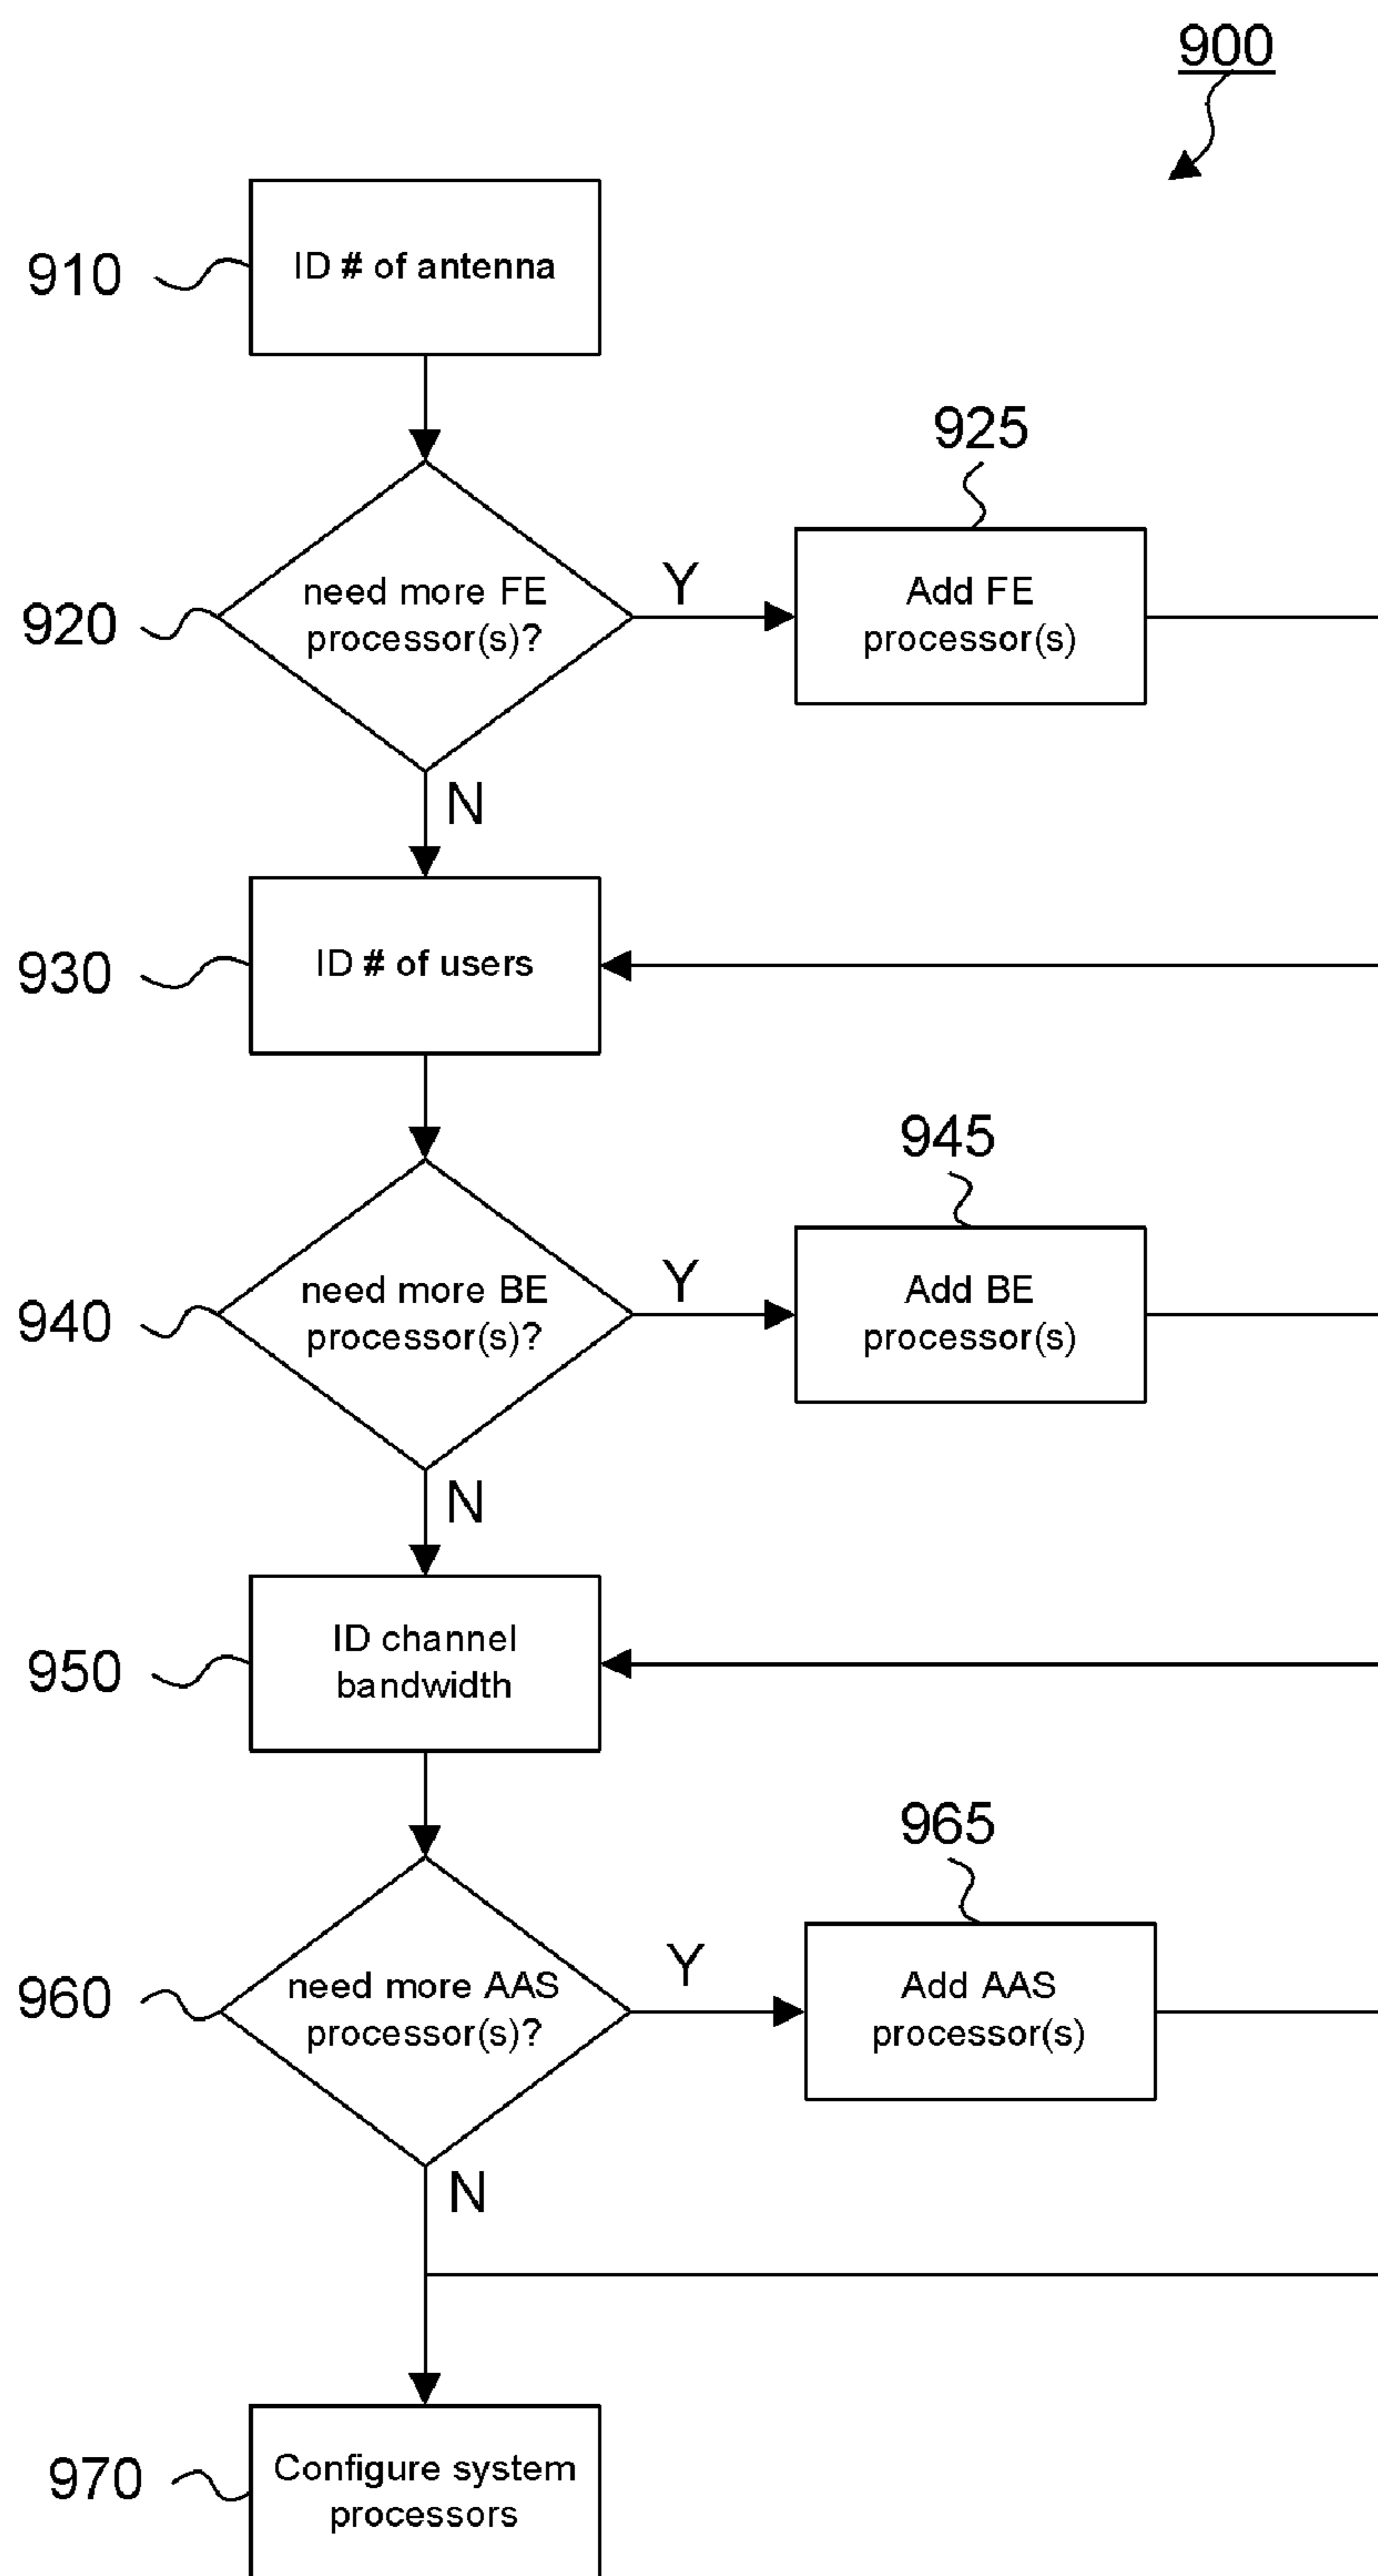 900
910
ID # of antenna
925
920
need more FE
processor(s)?
Y
Add FE
processor(s)
N
930
ID # of users
945
940
need more BE
processor(s)?
Y
Add BE
processor(s)
N
950
ID channel
bandwidth
965
960
need more AAS
processor(s)?
Y
Add AAS
processor(s)
N
970
Configure system
processors